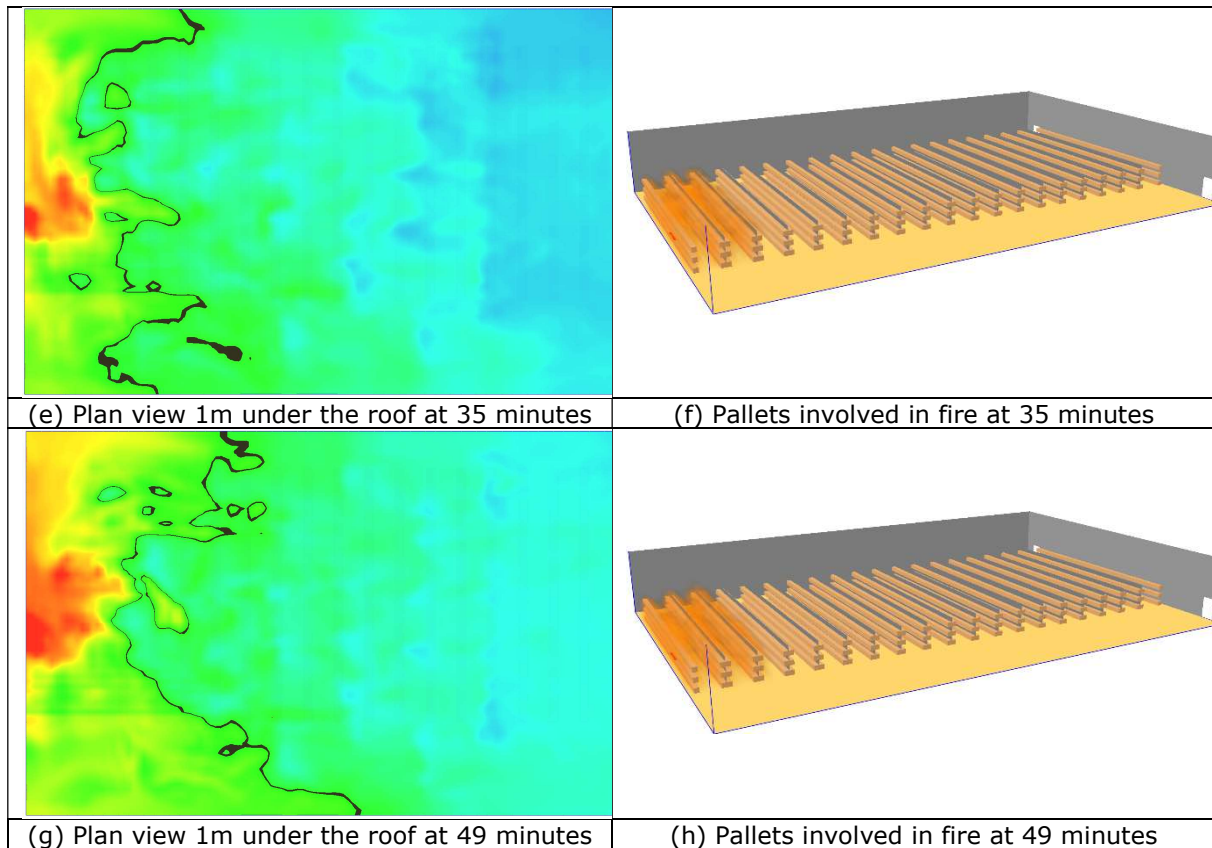 (e) Plan view 1m under the roof at 35 minutes
(f) Pallets involved in fire at 35 minutes
(g) Plan view 1m under the roof at 49 minutes
(h) Pallets involved in fire at 49 minutes